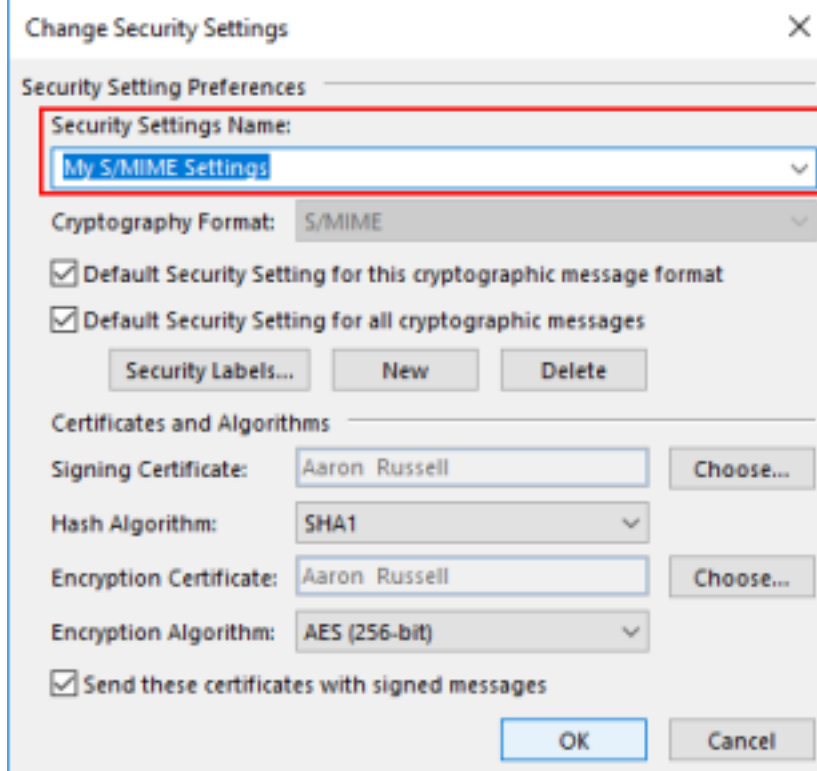 Change Security Settings
Security Setting Preferences
Security Settings Name:
My S/MIME Settings
Cryptography Format: S/MIME
Default Security Setting for this cryptographic message format
Default Security Setting for all cryptographic messages
Security Labels... New Delete
Certificates and Algorithms
Signing Certificate: Aaron Russell Choose...
Hash Algorithm: SHA1
Encryption Certificate: Aaron Russell Choose...
Encryption Algorithm: AES (256-bit)
Send these certificates with signed messages
OK Cancel